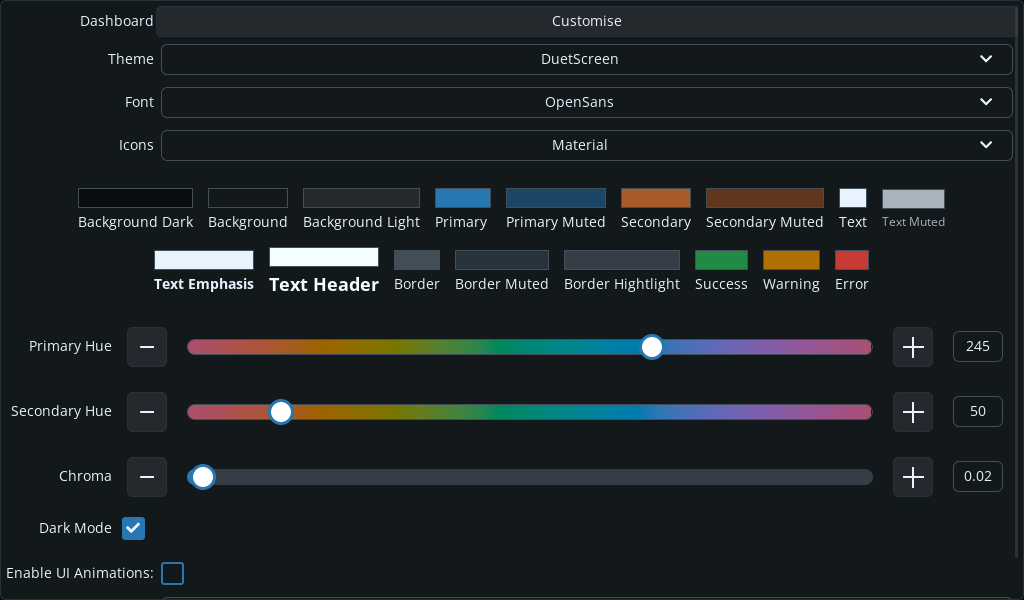 Dashboard Customise
Theme DuetScreen
Font OpenSans
Icons Material
Background Dark Background Background Light Primary Primary Muted Secondary Secondary Muted Text Text Muted
Text Emphasis Text Header Border Border Muted Border Hightlight Success Warning Error
Primary Hue 245
Secondary Hue 50
Chroma 0.02
Dark Mode
Enable UI Animations: